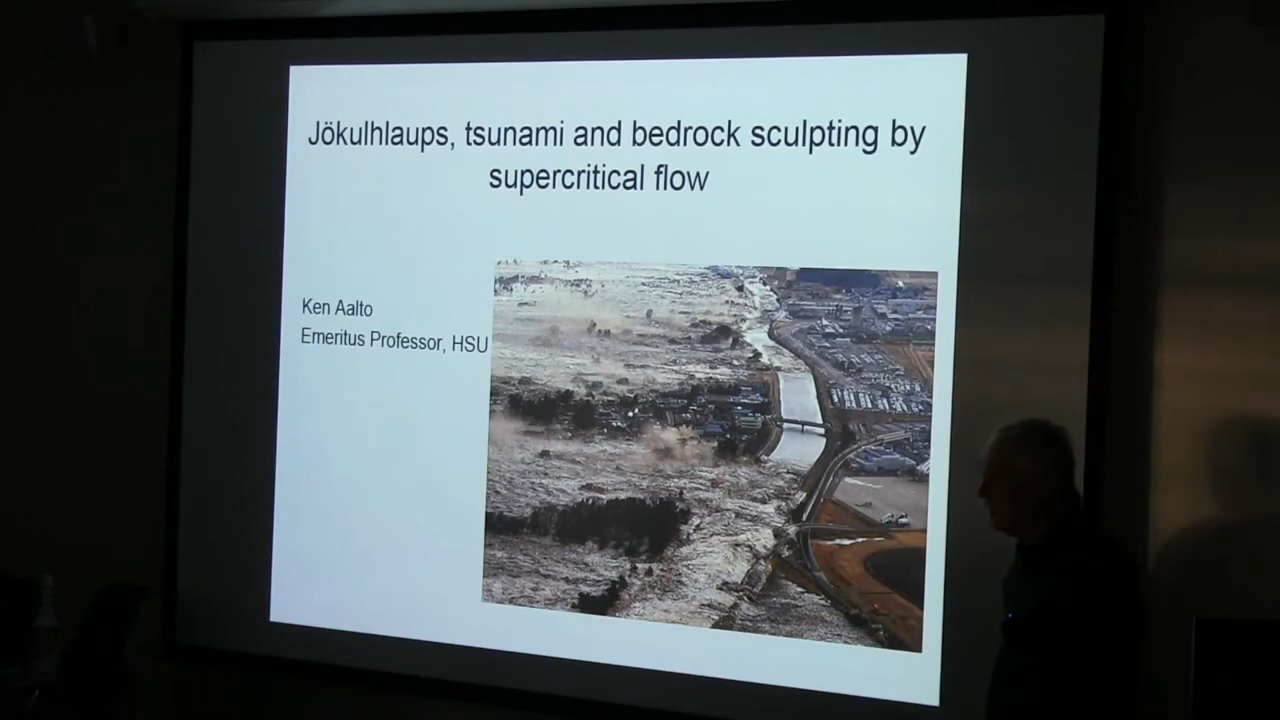 Jökulhlaups, tsunami and bedrock sculpting by
supercritical flow
Ken Aalto
Emeritus Professor, HSU